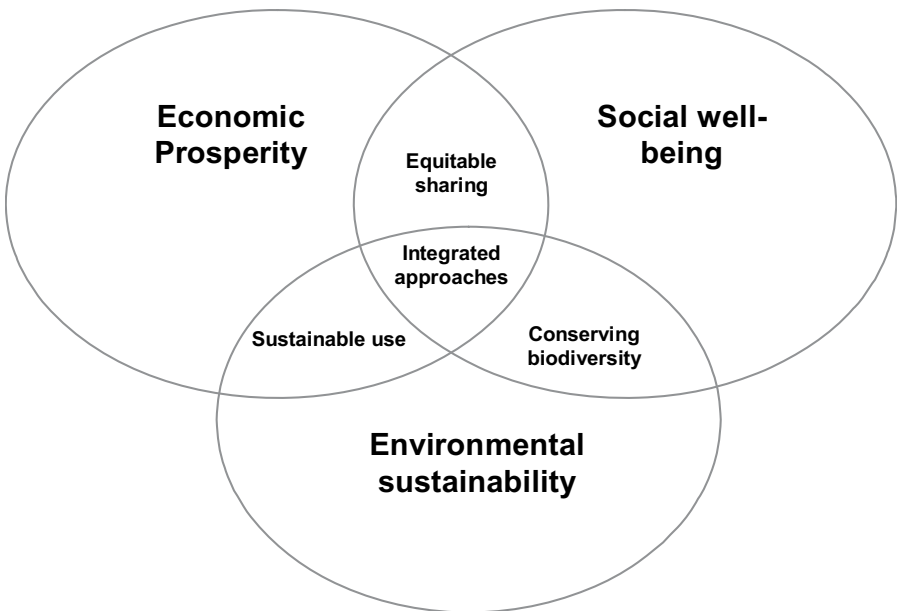 Economic
Prosperity
Social well-
being
Equitable
sharing
Integrated
approaches
Sustainable use
Conserving
biodiversity
Environmental
sustainability